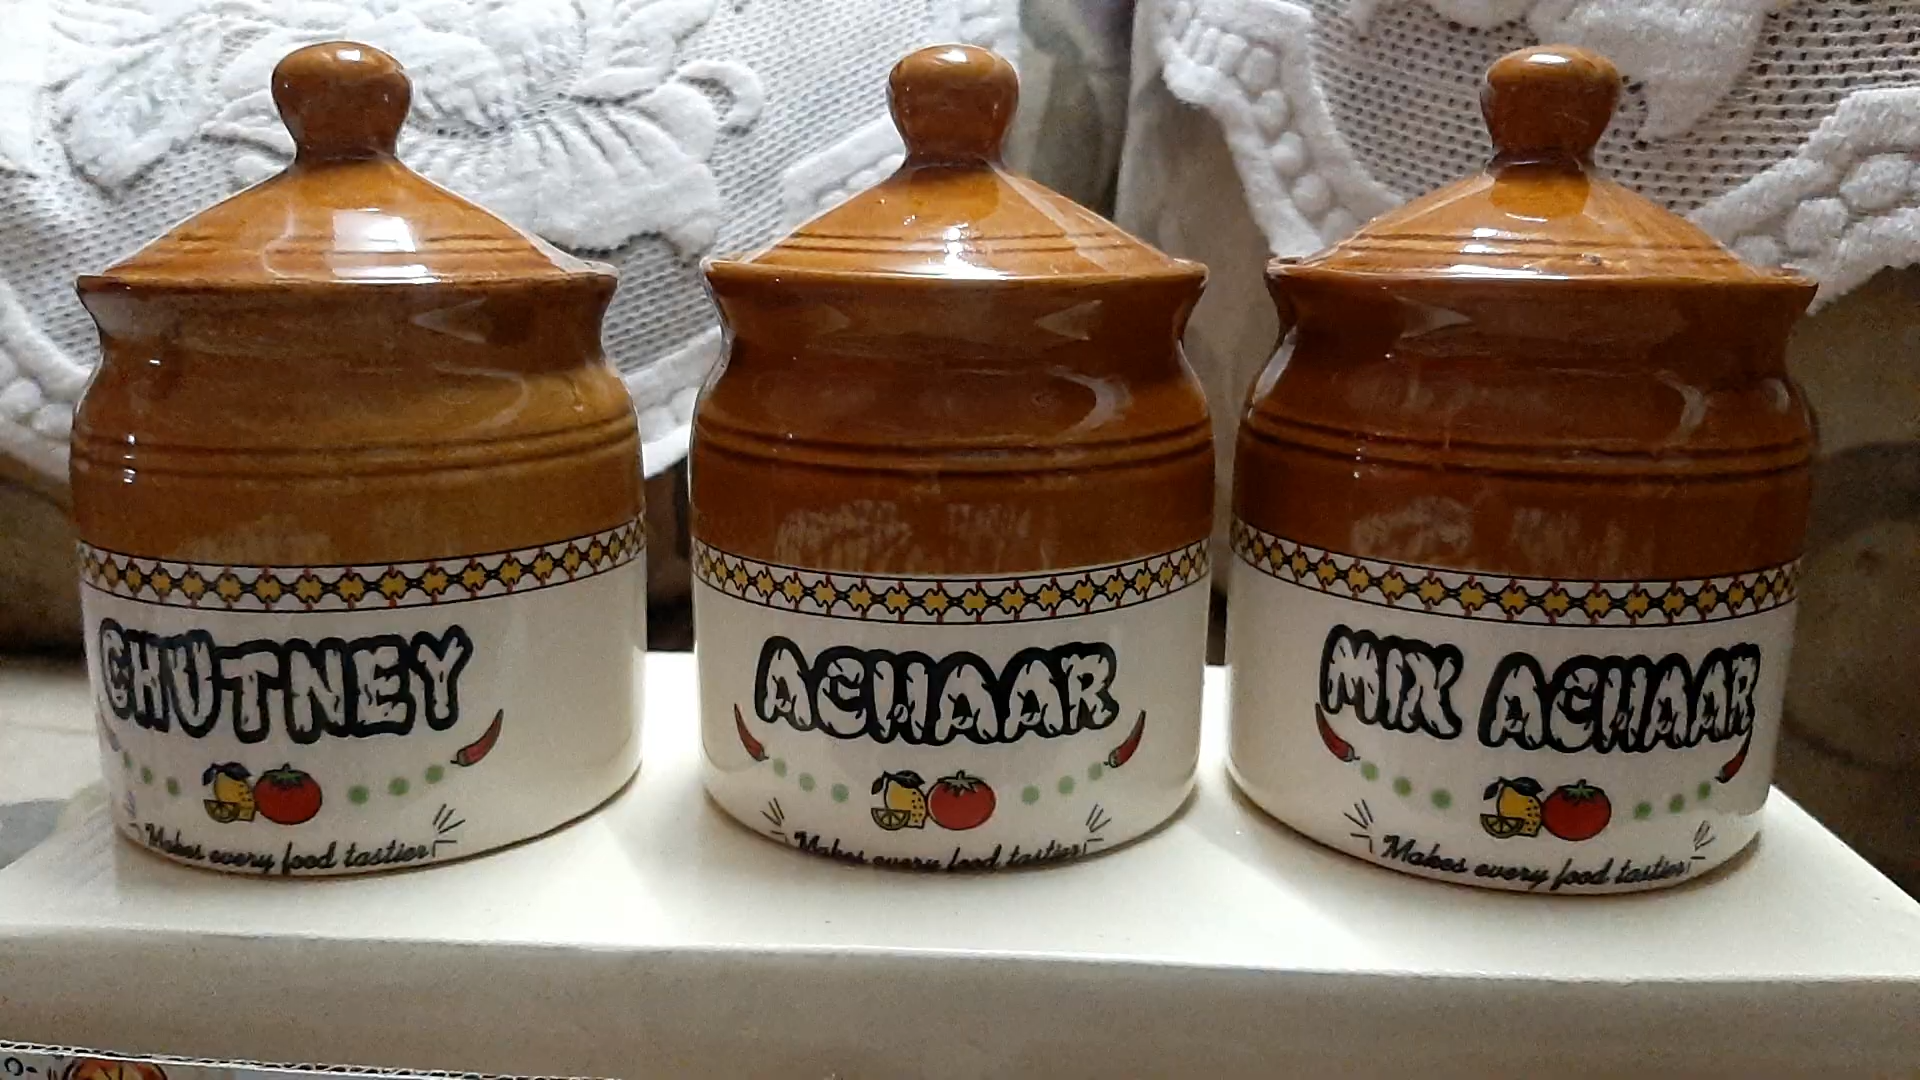 CHUTNEY
Makes every food tastier
ACHAAR
Makes every food tastier
MIX ACHAAR
Makes every food tastier